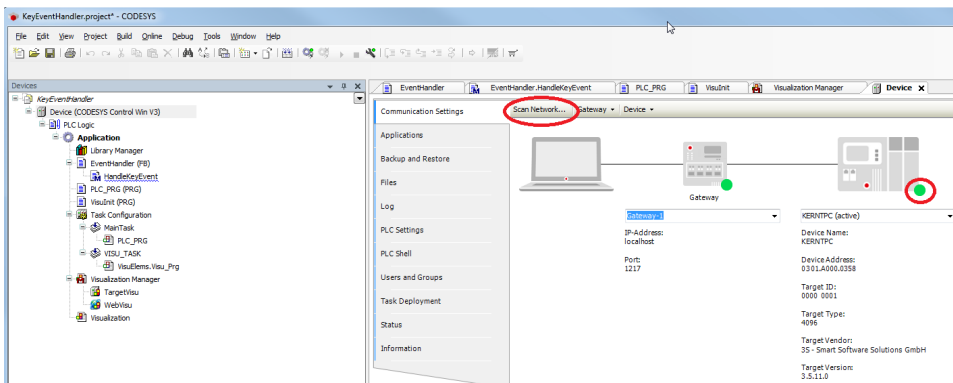 KeyEventHandler.project* - CODESYS
File Edit View Project Build Online Debug Tools Window Help
Devices
KeyEventHandler
Device (CODESYS Control Win V3)
PLC Logic
Application
Library Manager
EventHandler (FB)
HandleKeyEvent
PLC_PRG (PRG)
VisuInit (PRG)
Task Configuration
MainTask
PLC_PRG
VISU_TASK
VisuElems.Visu_Prg
Visualization Manager
TargetVisu
WebVisu
Visualization
EventHandler EventHandler.HandleKeyEvent PLC_PRG VisuInit Visualization Manager Device
Communication Settings
Applications
Backup and Restore
Files
Log
PLC Settings
PLC Shell
Users and Groups
Task Deployment
Status
Information
Scan Network... Gateway Device
Gateway
Gateway-1
IP-Address:
localhost
Port:
1217
KERNTPC (active)
Device Name:
KERNTPC
Device Address:
0301.A000.0358
Target ID:
0000 0001
Target Type:
4096
Target Vendor:
3S - Smart Software Solutions GmbH
Target Version:
3.5.11.0